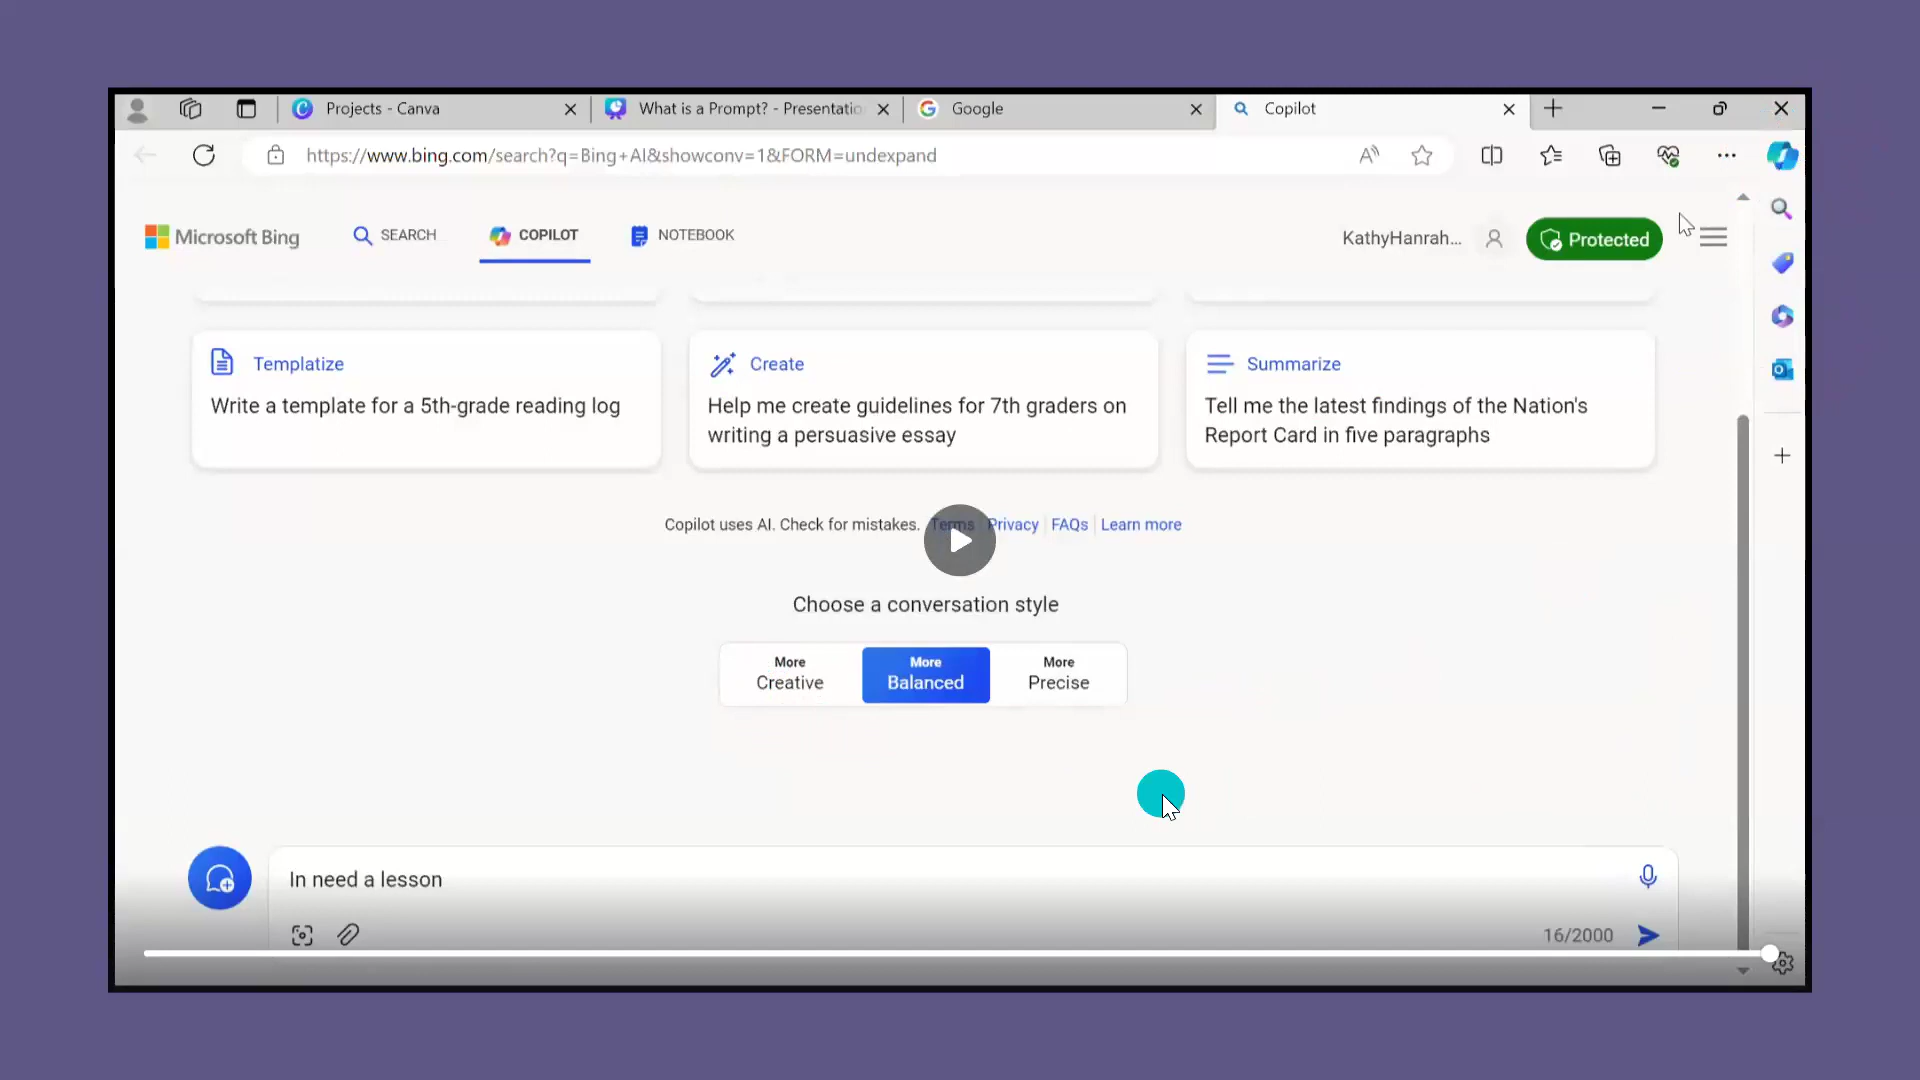 Projects - Canva
What is a Prompt? - Presentatio
Google
Copilot
https://www.bing.com/search?q=Bing+AI&showconv=1&FORM=undexpand
Microsoft Bing
SEARCH
COPILOT
NOTEBOOK
KathyHanrah...
Protected
Templatize
Write a template for a 5th-grade reading log
Create
Help me create guidelines for 7th graders on
writing a persuasive essay
Summarize
Tell me the latest findings of the Nation's
Report Card in five paragraphs
Copilot uses AI. Check for mistakes. Terms Privacy FAQs Learn more
Choose a conversation style
More
Creative
More
Balanced
More
Precise
In need a lesson
16/2000